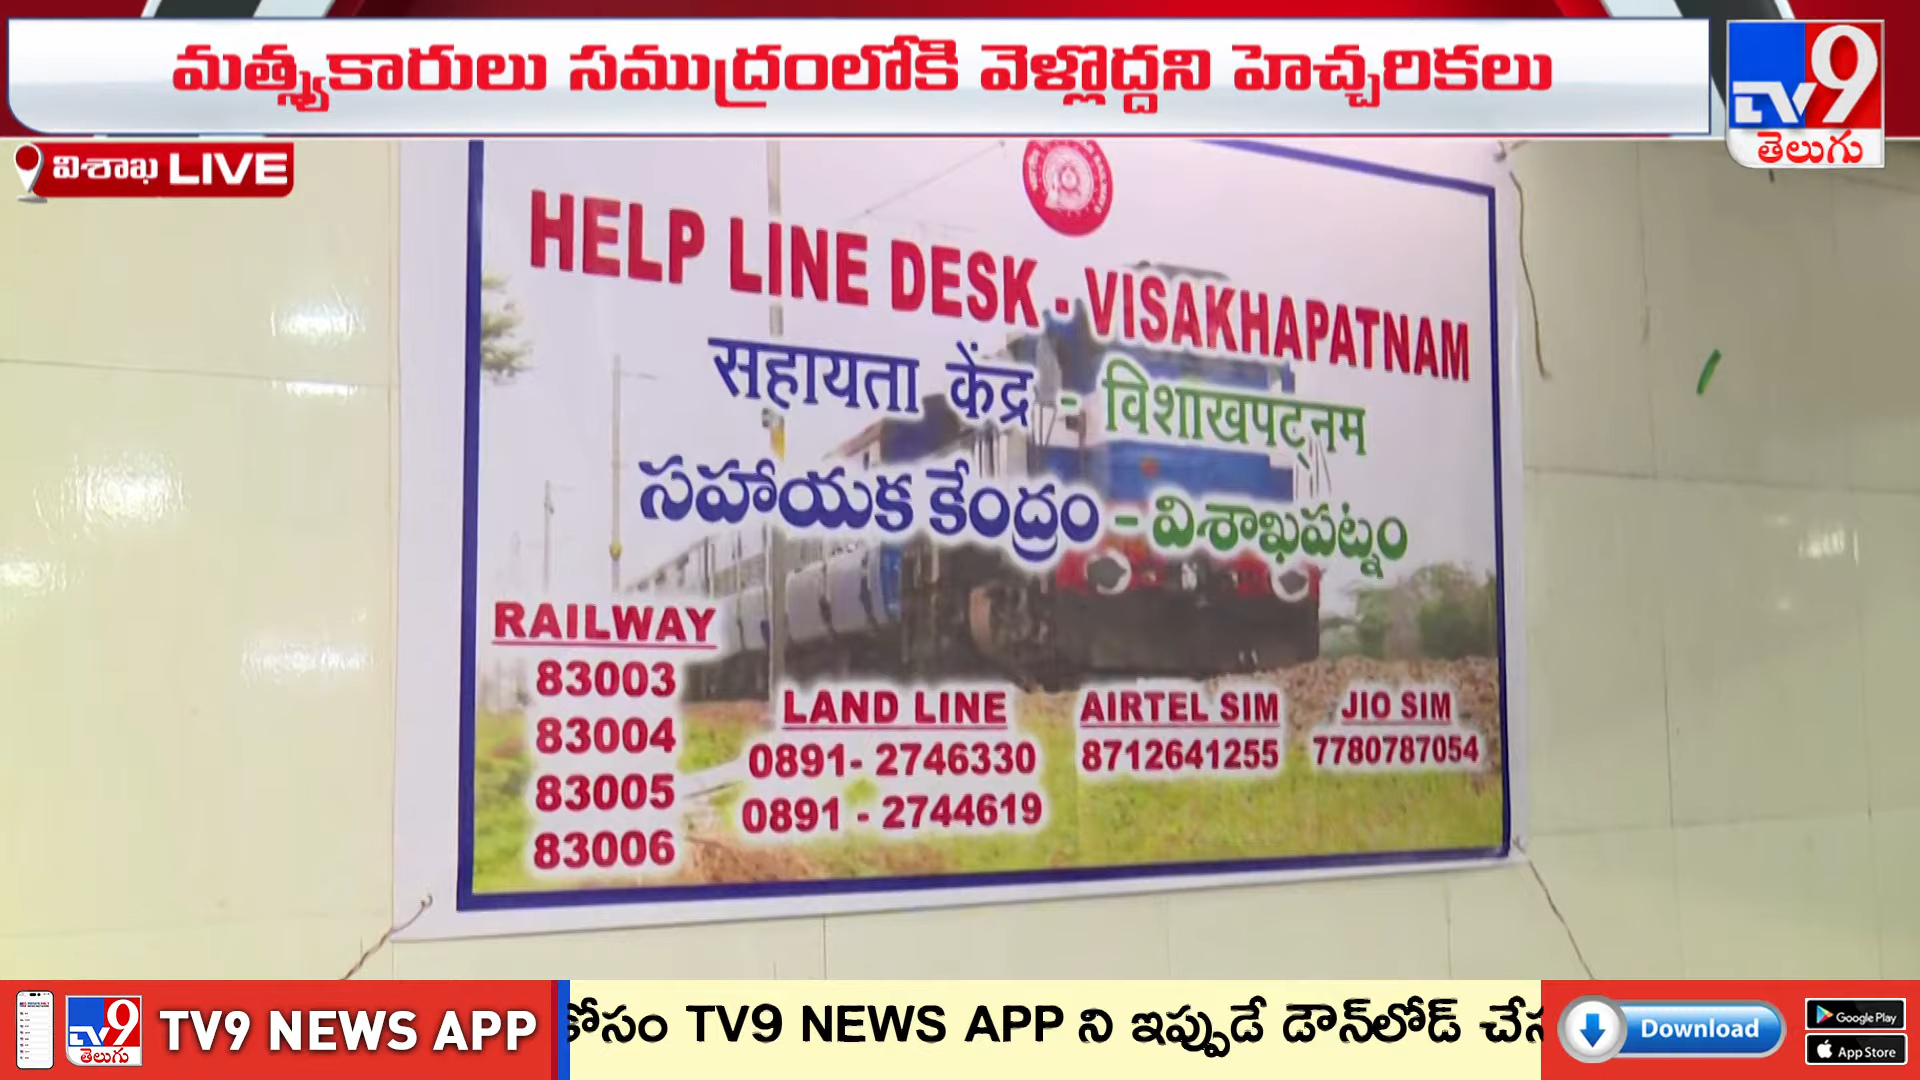 మత్స్యకారులు సముద్రంలోకి వెళ్లొద్దని హెచ్చరికలు
TV9
తెలుగు
విశాఖ LIVE
HELP LINE DESK - VISAKHAPATNAM
सहायता केंद्र - विशाखपट्नम
సహాయక కేంద్రం - విశాఖపట్నం
RAILWAY
83003
83004
83005
83006
LAND LINE
0891- 2746330
0891 - 2744619
AIRTEL SIM
8712641255
JIO SIM
7780787054
TV9
తెలుగు
TV9 NEWS APP
కోసం TV9 NEWS APP ని ఇప్పుడే డౌన్‌లోడ్
Download
Google Play
App Store